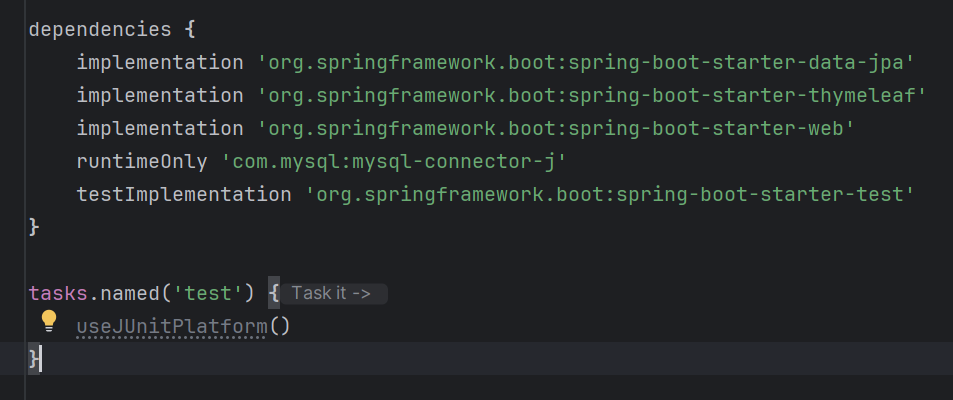 dependencies {
    implementation 'org.springframework.boot:spring-boot-starter-data-jpa'
    implementation 'org.springframework.boot:spring-boot-starter-thymeleaf'
    implementation 'org.springframework.boot:spring-boot-starter-web'
    runtimeOnly 'com.mysql:mysql-connector-j'
    testImplementation 'org.springframework.boot:spring-boot-starter-test'
}
tasks.named('test') { Task it ->
    useJUnitPlatform()
}